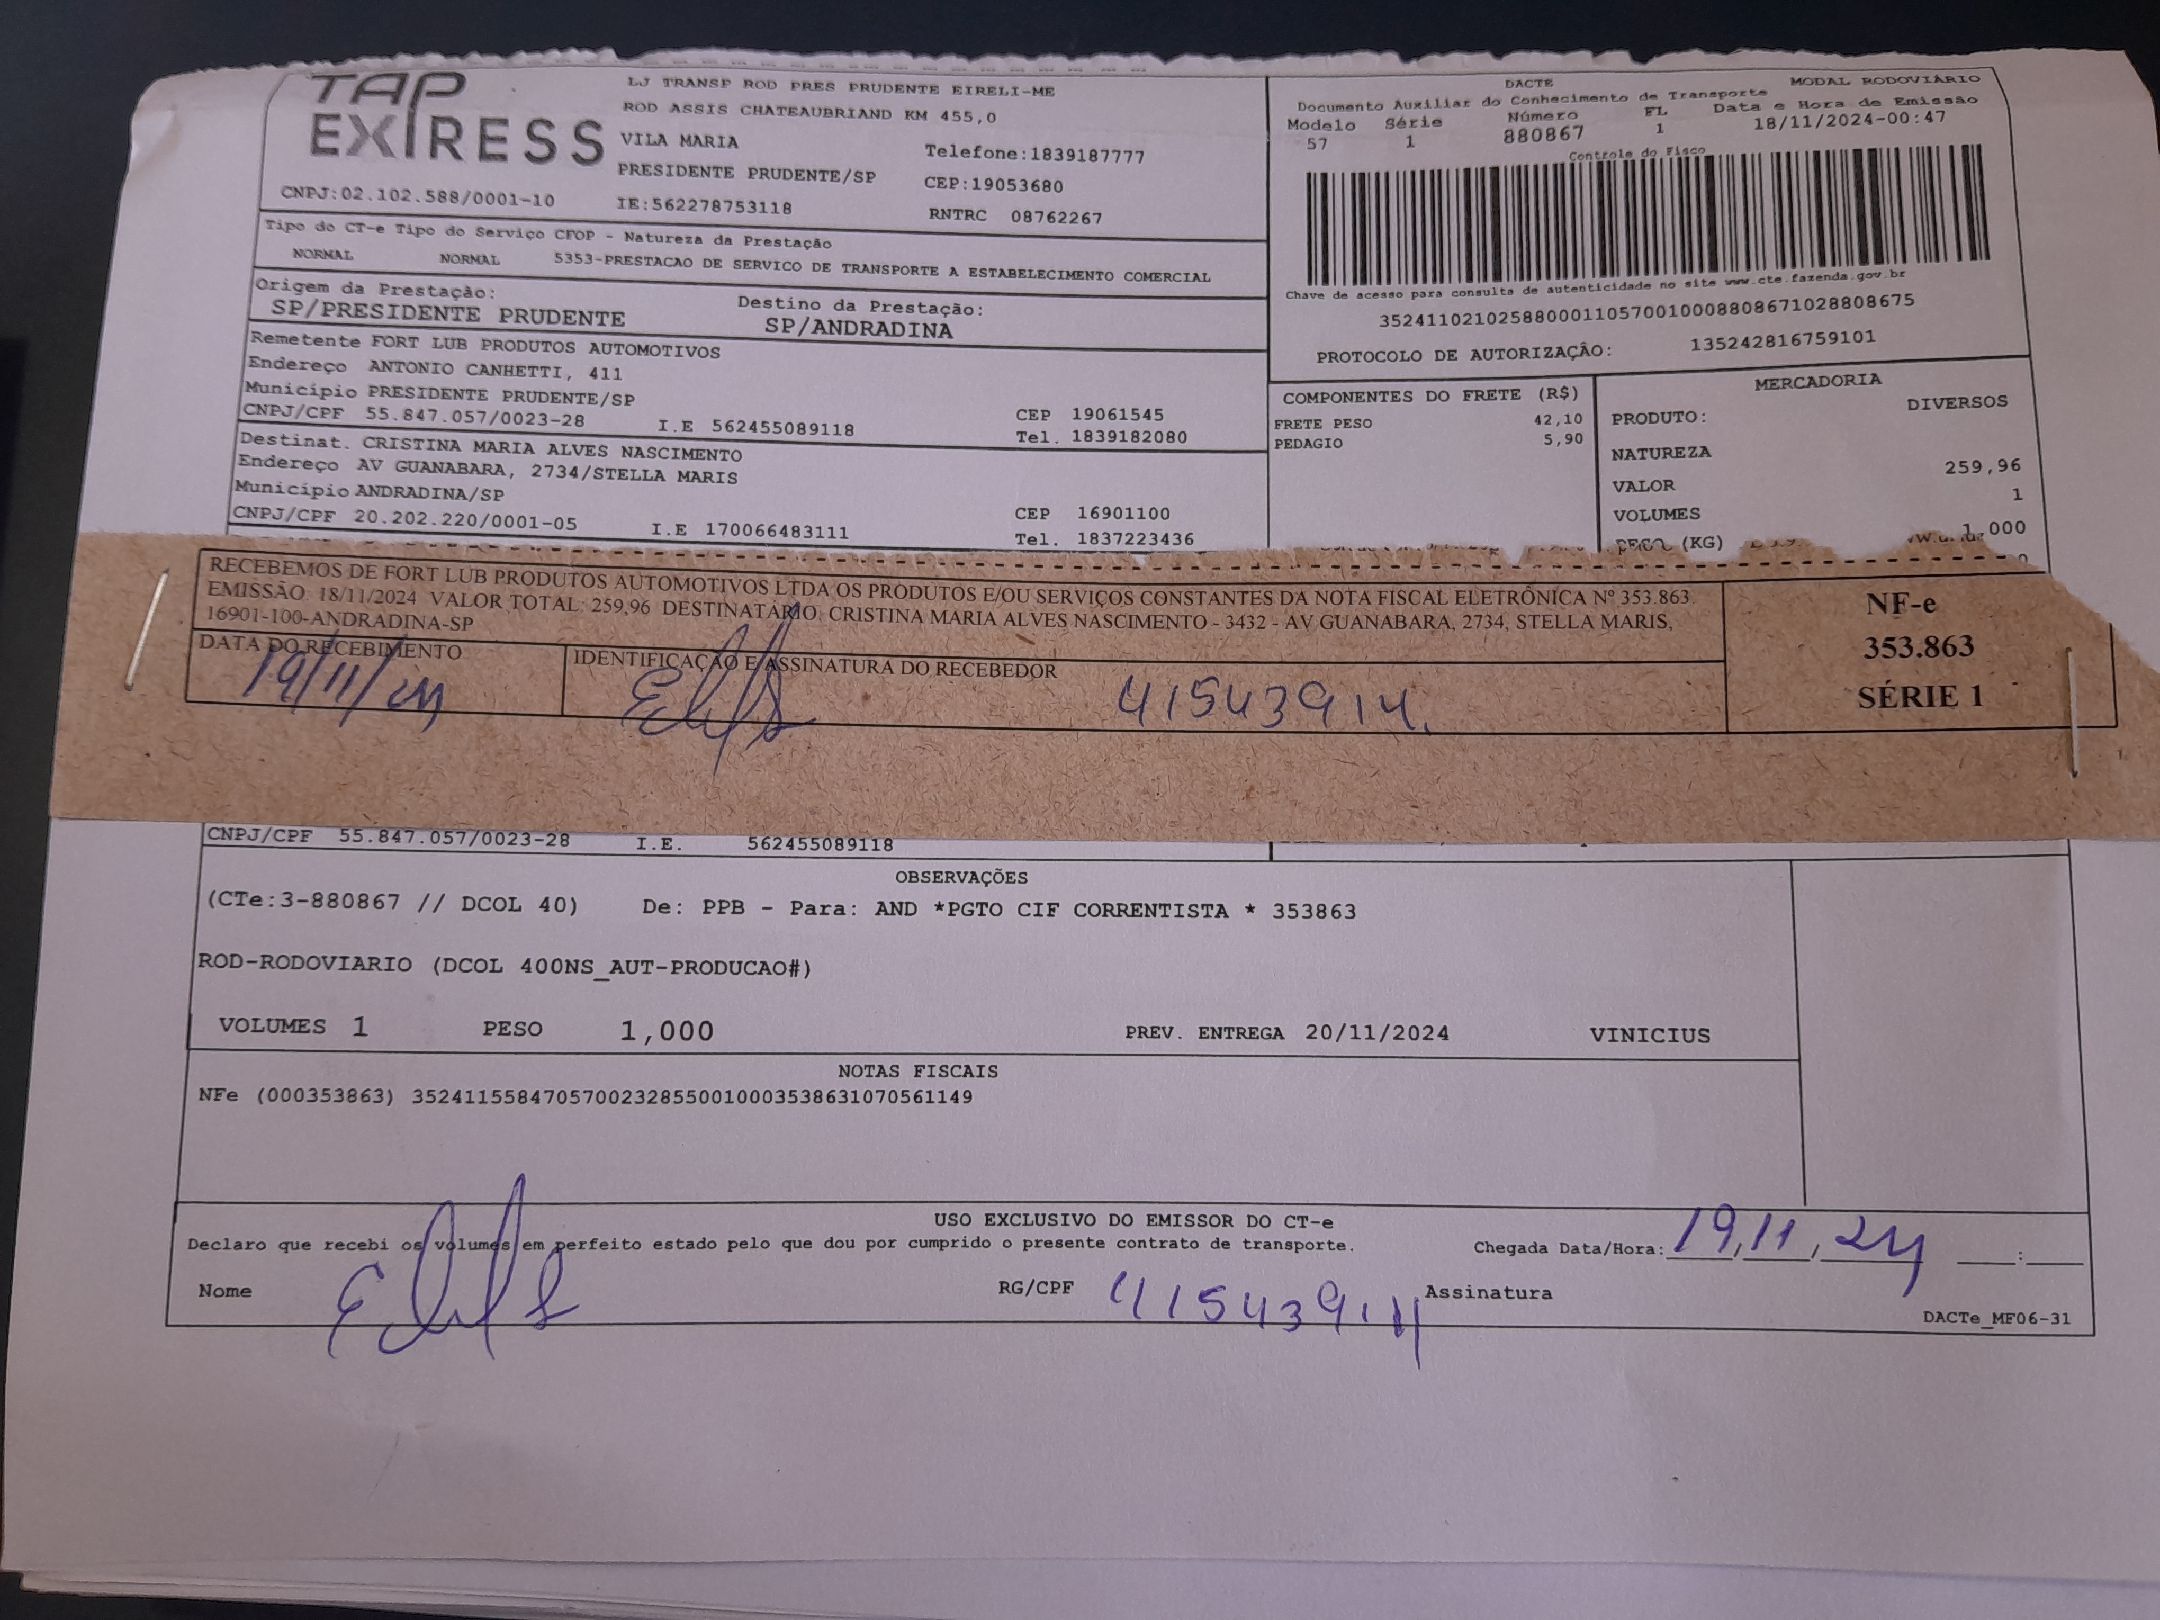 TAP EXPRESS
LJ TRANSP ROD PRES PRUDENTE EIRELI-ME
ROD ASSIS CHATEAUBRIAND KM 455,0
VILA MARIA Telefone:1839187777
PRESIDENTE PRUDENTE/SP CEP:19053680
CNPJ:02.102.588/0001-10 IE:562278753118 RNTRC 08762267
DACTE MODAL RODOVIÁRIO
Documento Auxiliar do Conhecimento de Transporte
Modelo Série Número FL Data e Hora de Emissão
57 1 880867 1 18/11/2024-00:47
Controle do Fisco
Chave de acesso para consulta de autenticidade no site www.cte.fazenda.gov.br
35241102102588000110570010008808671028808675
PROTOCOLO DE AUTORIZAÇÂO: 135242816759101
Tipo do CT-e Tipo do Serviço CFOP - Natureza da Prestação
NORMAL NORMAL 5353-PRESTACAO DE SERVICO DE TRANSPORTE A ESTABELECIMENTO COMERCIAL
Origem da Prestação: Destino da Prestação:
SP/PRESIDENTE PRUDENTE SP/ANDRADINA
Remetente FORT LUB PRODUTOS AUTOMOTIVOS
Endereço ANTONIO CANHETTI, 411
Município PRESIDENTE PRUDENTE/SP CEP 19061545
CNPJ/CPF 55.847.057/0023-28 I.E 562455089118 Tel. 1839182080
Destinat. CRISTINA MARIA ALVES NASCIMENTO
Endereço AV GUANABARA, 2734/STELLA MARIS
Município ANDRADINA/SP CEP 16901100
CNPJ/CPF 20.202.220/0001-05 I.E 170066483111 Tel. 1837223436
COMPONENTES DO FRETE (R$)
FRETE PESO 42,10
PEDAGIO 5,90
MERCADORIA
PRODUTO: DIVERSOS
NATUREZA
VALOR 259,96
VOLUMES 1
PESO (KG) 1,000
RECEBEMOS DE FORT LUB PRODUTOS AUTOMOTIVOS LTDA OS PRODUTOS E/OU SERVIÇOS CONSTANTES DA NOTA FISCAL ELETRÔNICA Nº 353.863.
EMISSÃO: 18/11/2024 VALOR TOTAL: 259,96 DESTINATÁRIO: CRISTINA MARIA ALVES NASCIMENTO - 3432 - AV GUANABARA, 2734, STELLA MARIS,
16901-100-ANDRADINA-SP
DATA DO RECEBIMENTO IDENTIFICAÇÃO E ASSINATURA DO RECEBEDOR
19/11/24 41543914.
NF-e
353.863
SÉRIE 1
CNPJ/CPF 55.847.057/0023-28 I.E. 562455089118
OBSERVAÇÕES
(CTe:3-880867 // DCOL 40) De: PPB - Para: AND *PGTO CIF CORRENTISTA * 353863
ROD-RODOVIARIO (DCOL 400NS_AUT-PRODUCAO#)
VOLUMES 1 PESO 1,000 PREV. ENTREGA 20/11/2024 VINICIUS
NOTAS FISCAIS
NFe (000353863) 35241155847057002328550010003538631070561149
USO EXCLUSIVO DO EMISSOR DO CT-e
Declaro que recebi os volumes em perfeito estado pelo que dou por cumprido o presente contrato de transporte. Chegada Data/Hora: 19,11,24 :
Nome RG/CPF Assinatura
DACTe_MF06-31